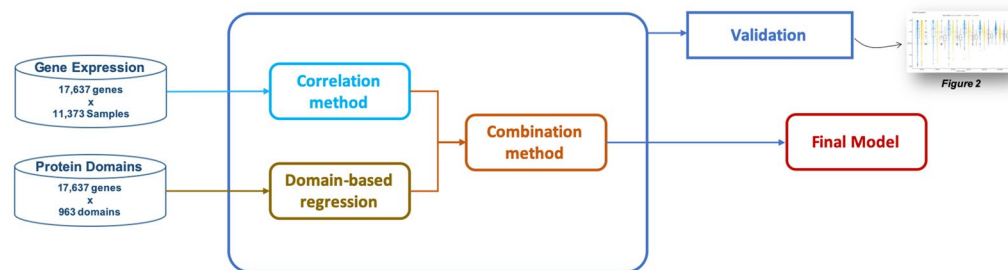 Gene Expression
17,637 genes
x
11,373 Samples
Protein Domains
17,637 genes
x
963 domains
Correlation
method
Domain-based
regression
Combination
method
Validation
Figure 2
Final Model